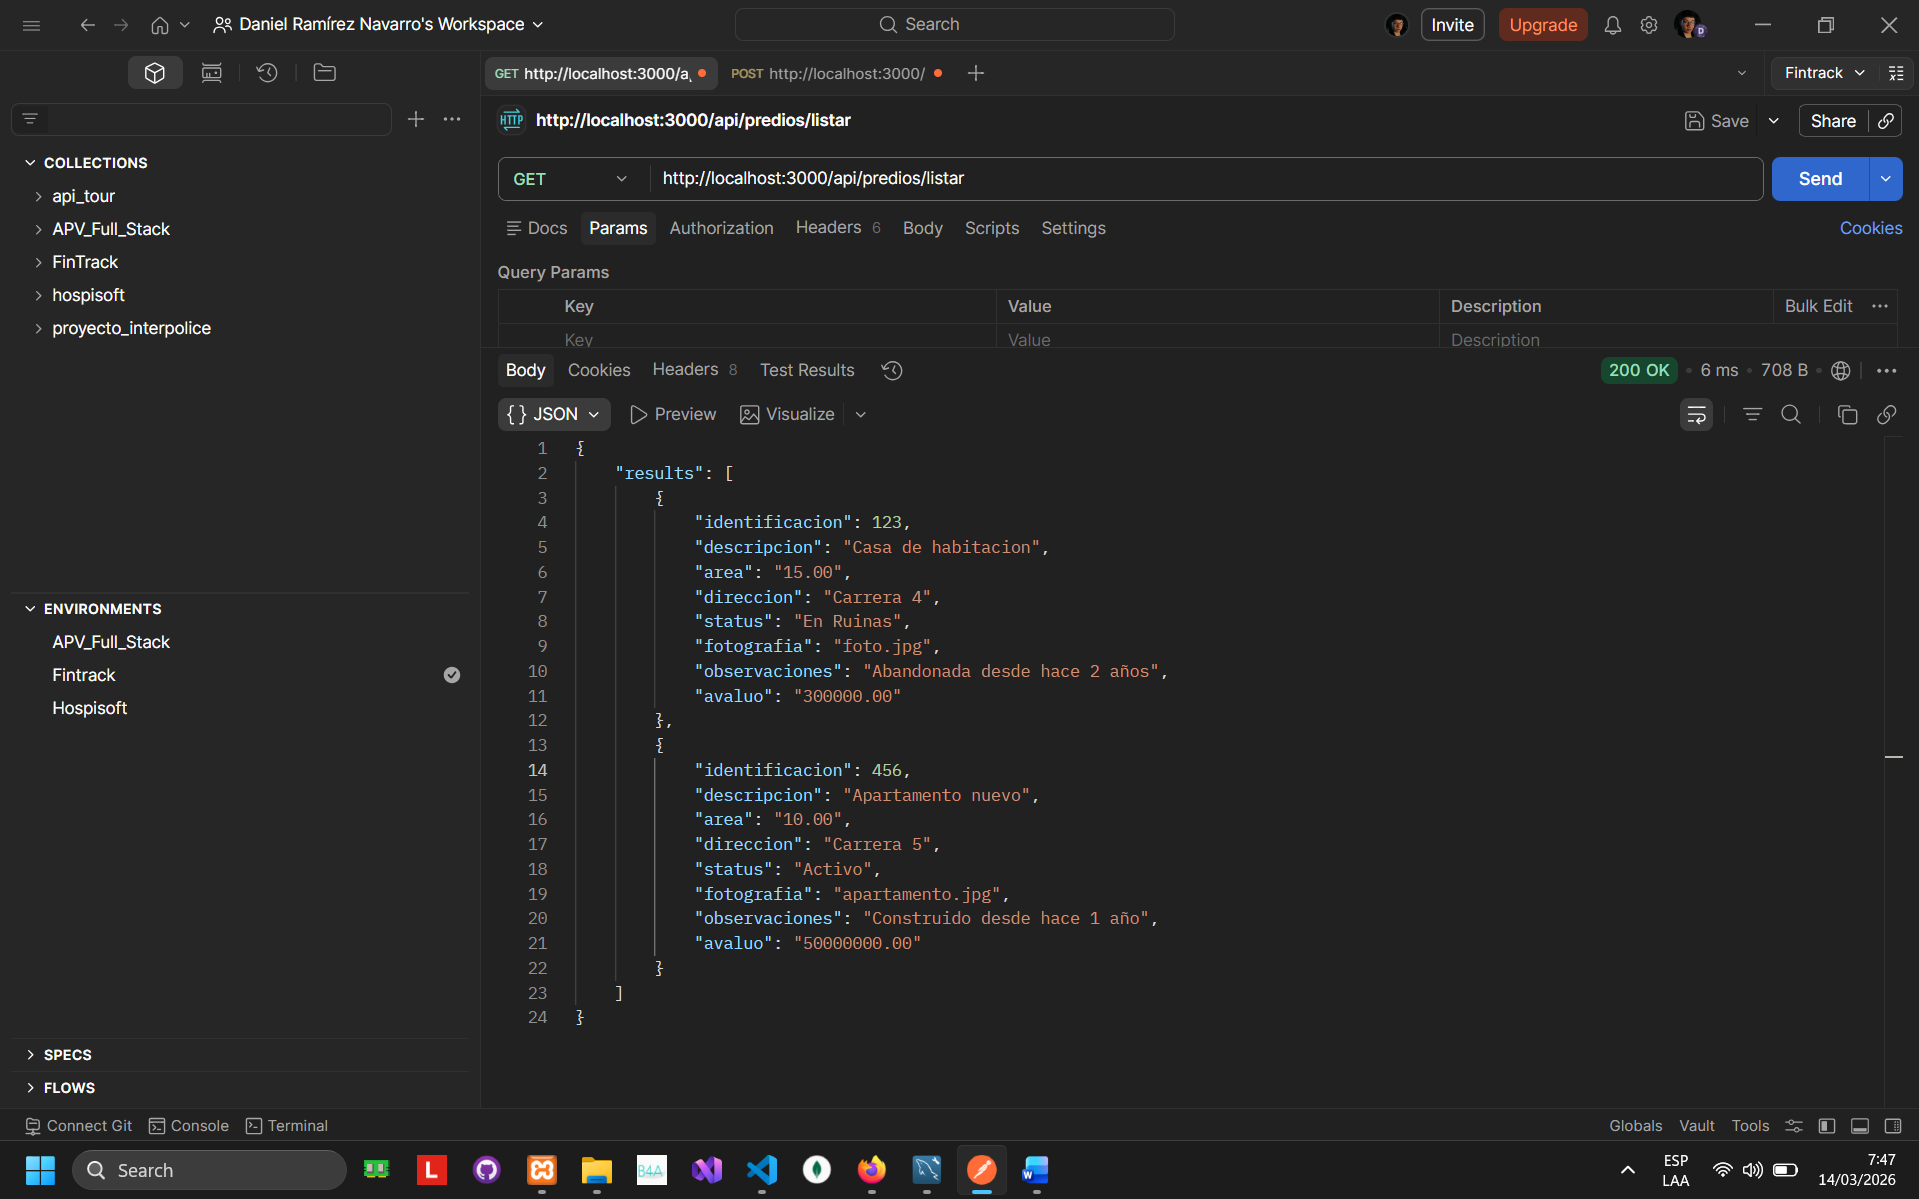 Daniel Ramírez Navarro's Workspace
Search
Invite
Upgrade
GET http://localhost:3000/a
POST http://localhost:3000/
Fintrack
HTTP http://localhost:3000/api/predios/listar
Save
Share
GET
http://localhost:3000/api/predios/listar
Send
Docs
Params
Authorization
Headers 6
Body
Scripts
Settings
Cookies
Query Params
Key
Value
Description
Bulk Edit
Key
Value
Description
COLLECTIONS
api_tour
APV_Full_Stack
FinTrack
hospisoft
proyecto_interpolice
ENVIRONMENTS
APV_Full_Stack
Fintrack
Hospisoft
SPECS
FLOWS
Body
Cookies
Headers 8
Test Results
200 OK
6 ms
708 B
{} JSON
Preview
Visualize
1 {
2 "results": [
3 {
4 "identificacion": 123,
5 "descripcion": "Casa de habitacion",
6 "area": "15.00",
7 "direccion": "Carrera 4",
8 "status": "En Ruinas",
9 "fotografia": "foto.jpg",
10 "observaciones": "Abandonada desde hace 2 años",
11 "avaluo": "300000.00"
12 },
13 {
14 "identificacion": 456,
15 "descripcion": "Apartamento nuevo",
16 "area": "10.00",
17 "direccion": "Carrera 5",
18 "status": "Activo",
19 "fotografia": "apartamento.jpg",
20 "observaciones": "Construido desde hace 1 año",
21 "avaluo": "50000000.00"
22 }
23 ]
24 }
Connect Git
Console
Terminal
Globals
Vault
Tools
Search
L
B4A
W
ESP
LAA
7:47
14/03/2026